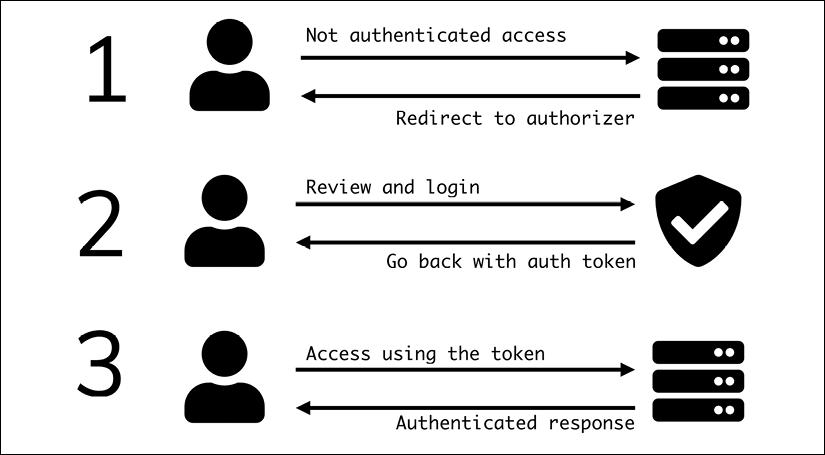 1
Not authenticated access
Redirect to authorizer
2
Review and login
Go back with auth token
3
Access using the token
Authenticated response